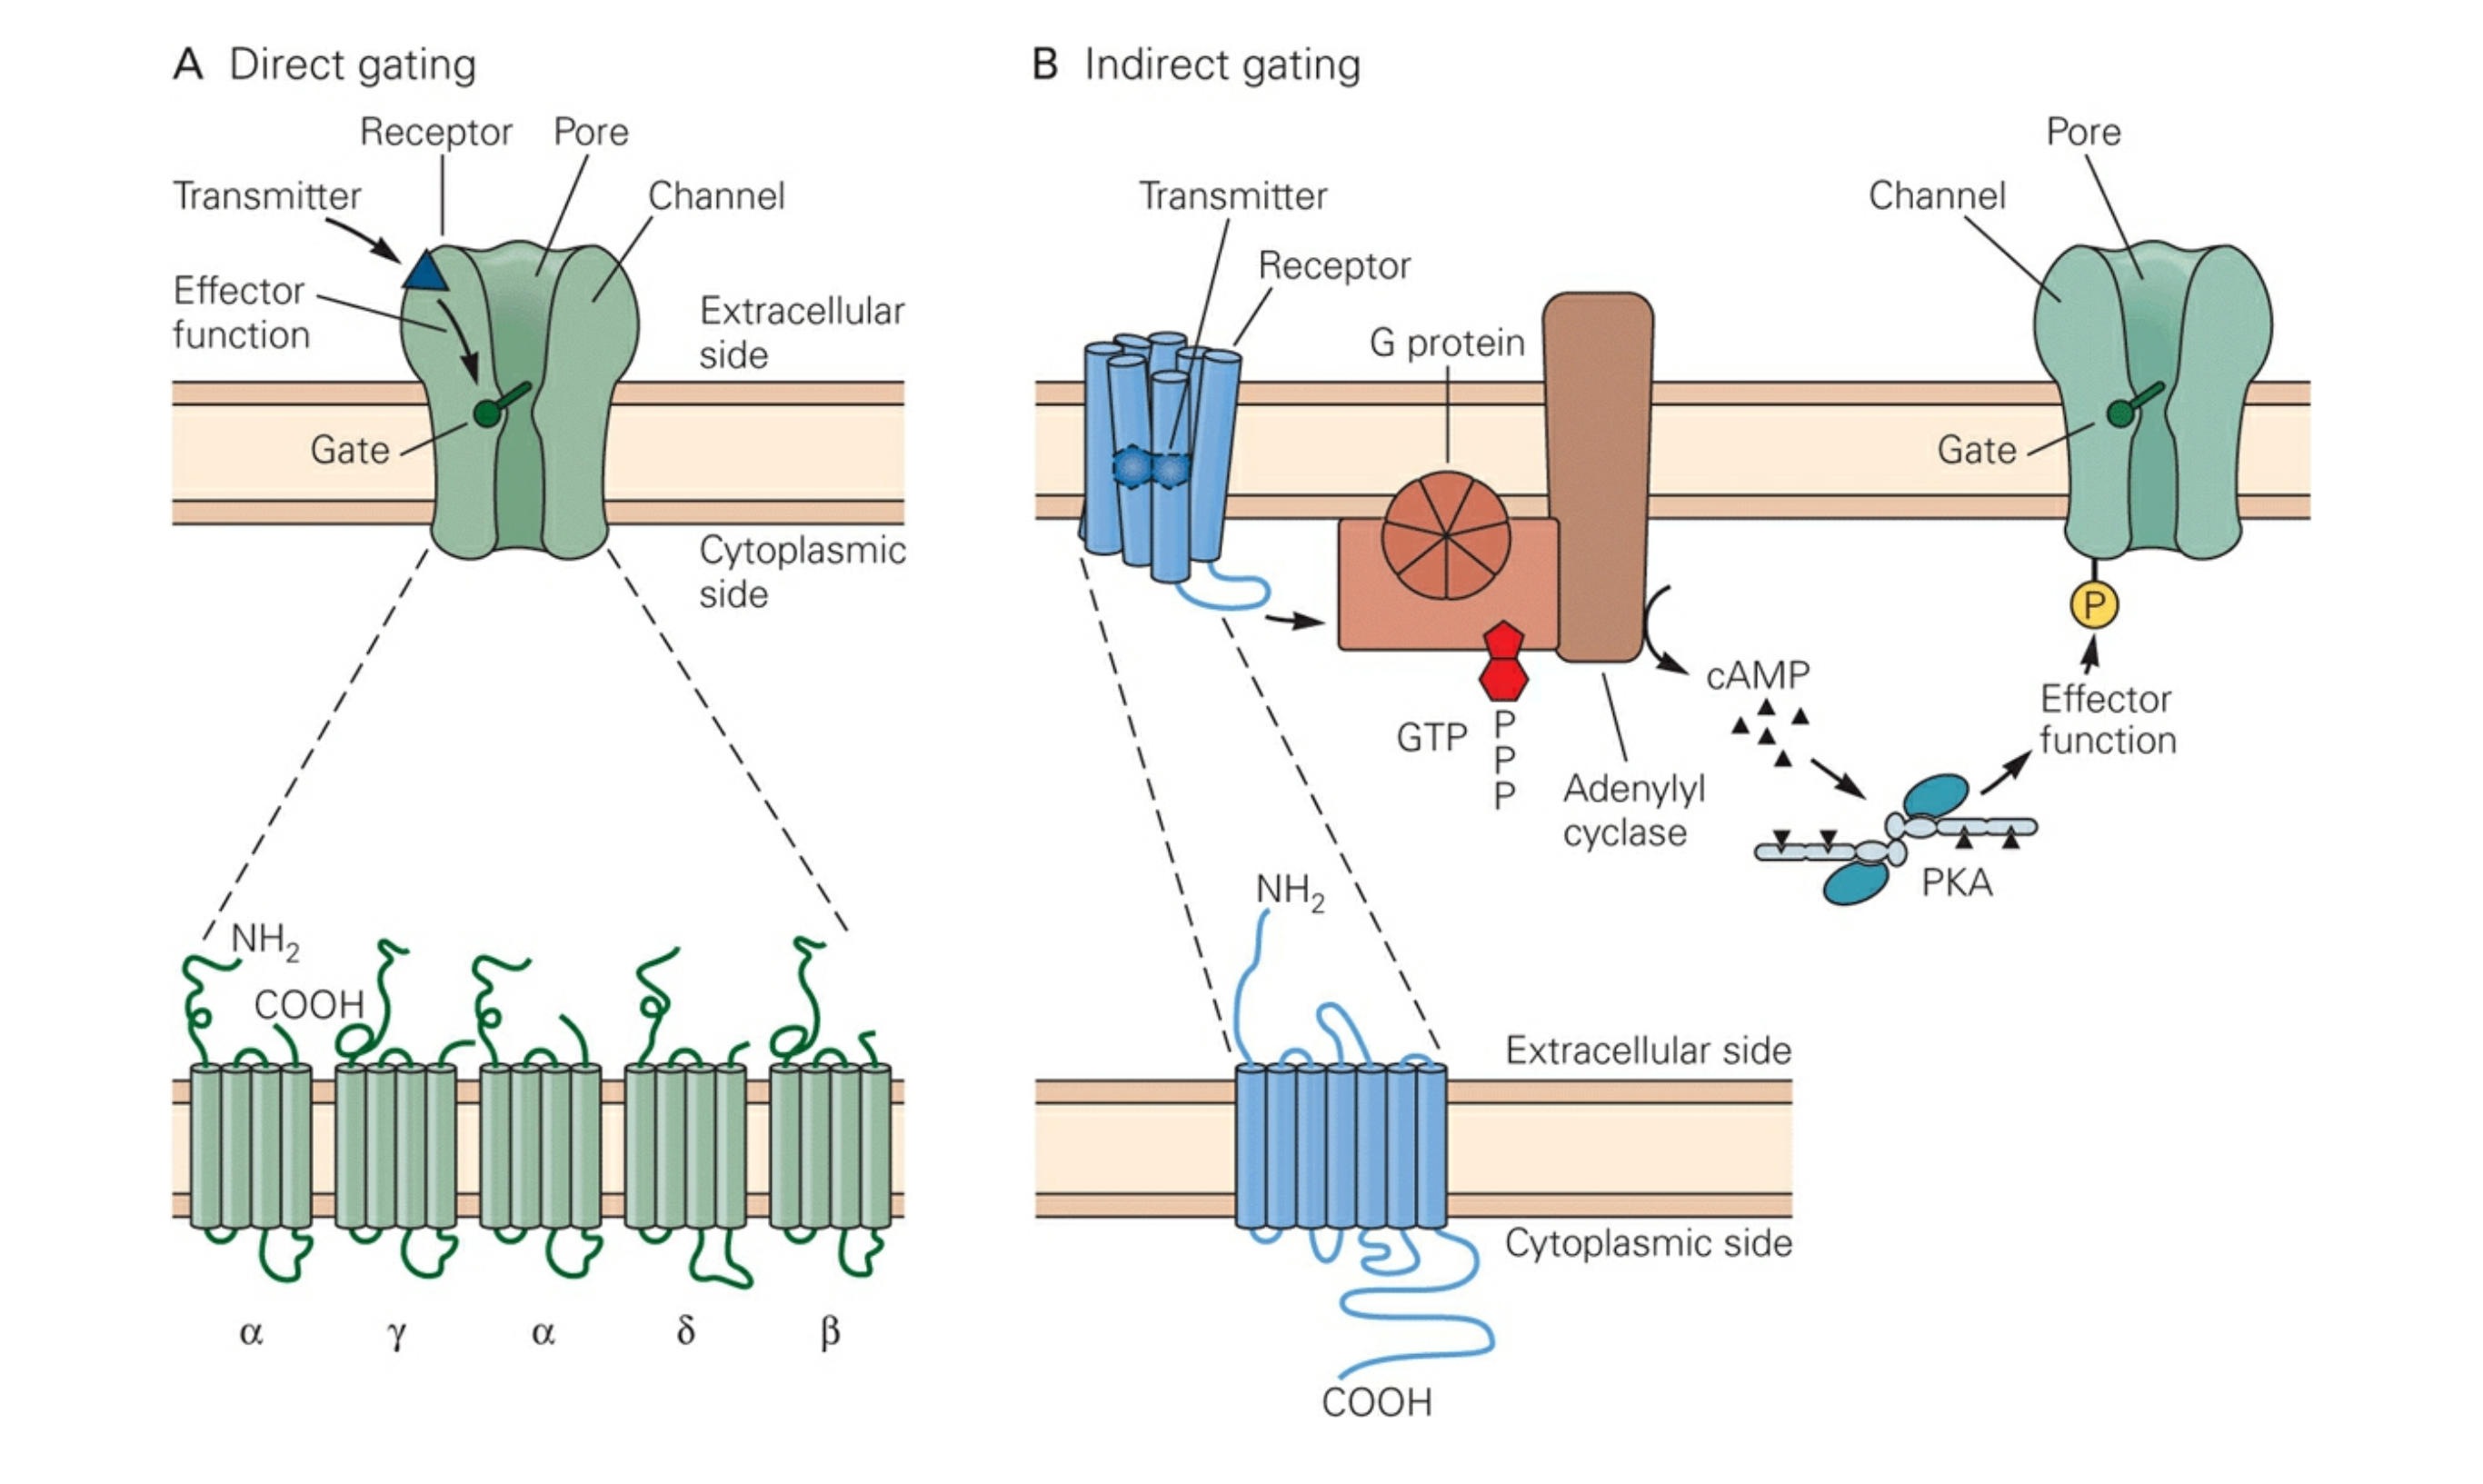 A Direct gating
Receptor
Pore
Transmitter
Channel
Effector
function
Extracellular
side
Gate
Cytoplasmic
side
NH₂
COOH
α
γ
α
δ
β
B Indirect gating
Pore
Transmitter
Channel
Receptor
G protein
Gate
P
cAMP
GTP
P
P
P
Effector
function
Adenylyl
cyclase
PKA
NH₂
Extracellular side
Cytoplasmic side
COOH